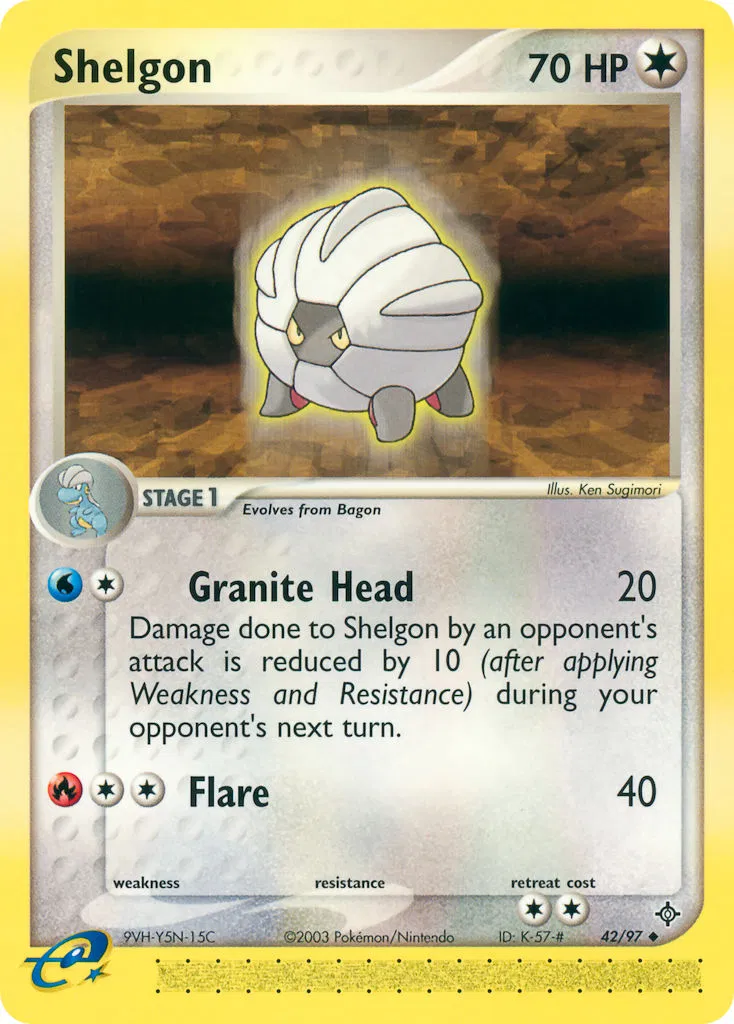 Shelgon 70 HP
Illus. Ken Sugimori
STAGE 1
Evolves from Bagon
Granite Head 20
Damage done to Shelgon by an opponent's
attack is reduced by 10 (after applying
Weakness and Resistance) during your
opponent's next turn.
Flare 40
weakness resistance retreat cost
9VH-Y5N-15C ©2003 Pokémon/Nintendo ID: K-57-# 42/97
e